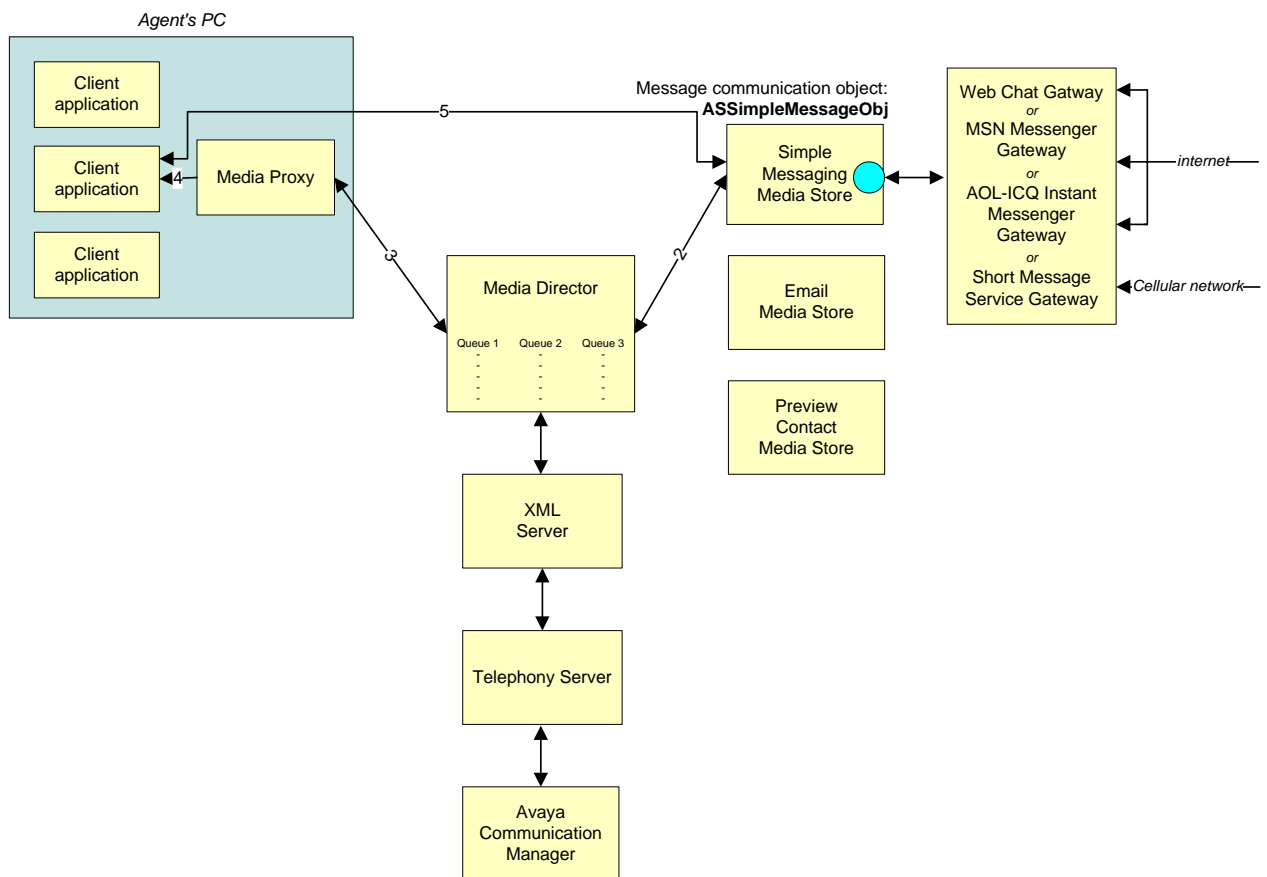 Agent's PC
Client
application
Client
application
Client
application
Media Proxy
4
5
3
2
Message communication object:
ASSimpleMessageObj
Simple
Messaging
Media Store
Web Chat Gatway
or
MSN Messenger
Gateway
or
AOL-ICQ Instant
Messenger
Gateway
or
Short Message
Service Gateway
internet
Cellular network
Media Director
Queue 1 Queue 2 Queue 3
- - -
- - -
- - -
- - -
- - -
Email
Media Store
Preview
Contact
Media Store
XML
Server
Telephony Server
Avaya
Communication
Manager